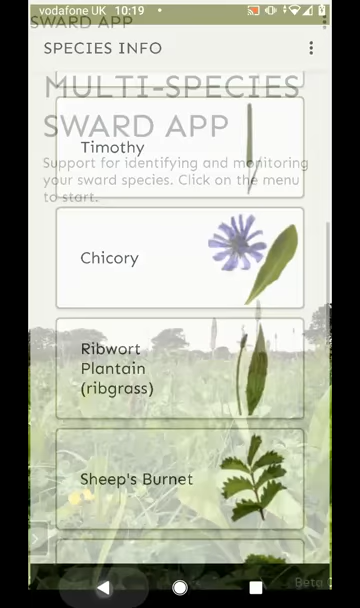 vodafone UK 10:19
SWARD APP
SPECIES INFO
MULTI-SPECIES
SWARD APP
Timothy
Support for identifying and monitoring
your sward species. Click on the menu
to start.
Chicory
Ribwort
Plantain
(ribgrass)
Sheep's Burnet
Beta